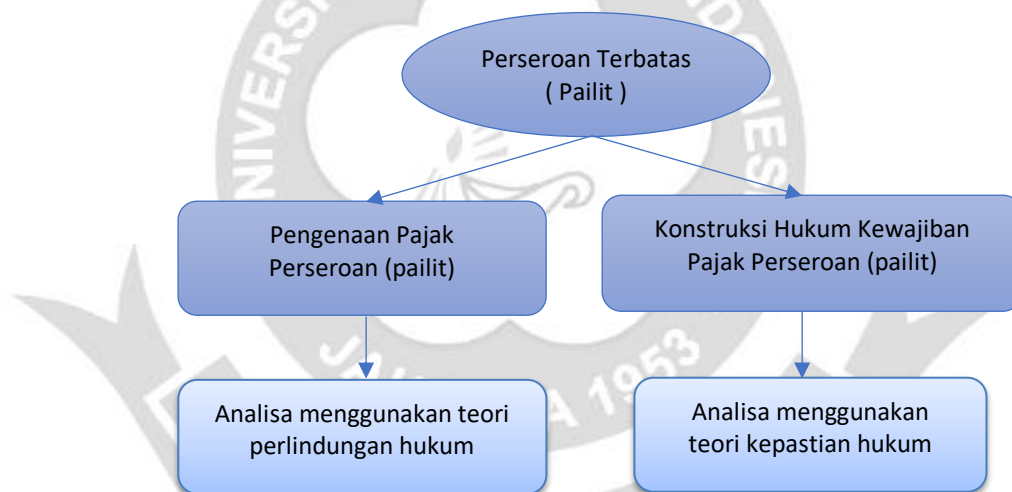 Perseroan Terbatas
( Pailit )
Pengenaan Pajak
Perseroan (pailit)
Konstruksi Hukum Kewajiban
Pajak Perseroan (pailit)
Analisa menggunakan teori
perlindungan hukum
Analisa menggunakan
teori kepastian hukum
1953